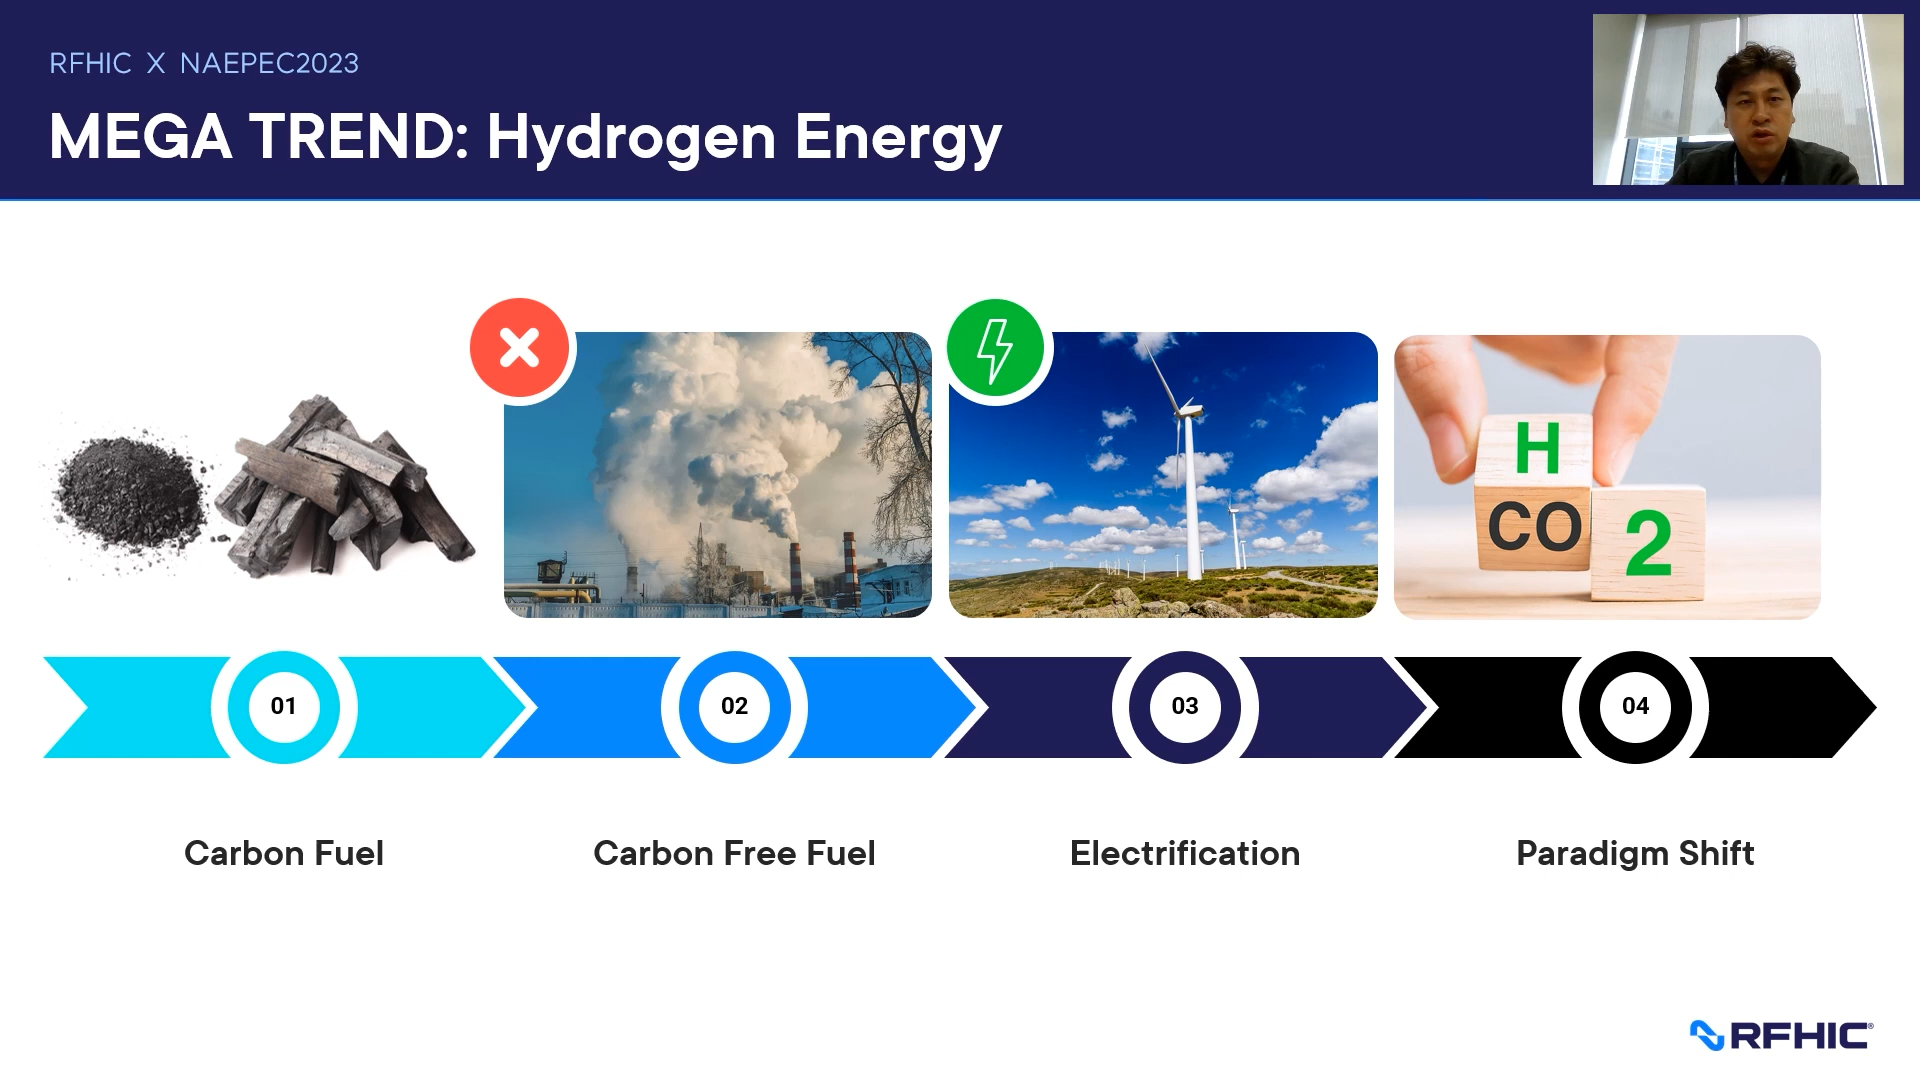 RFHIC X NAEPEC2023
MEGA TREND: Hydrogen Energy
H
CO
2
01
02
03
04
Carbon Fuel
Carbon Free Fuel
Electrification
Paradigm Shift
RFHIC®